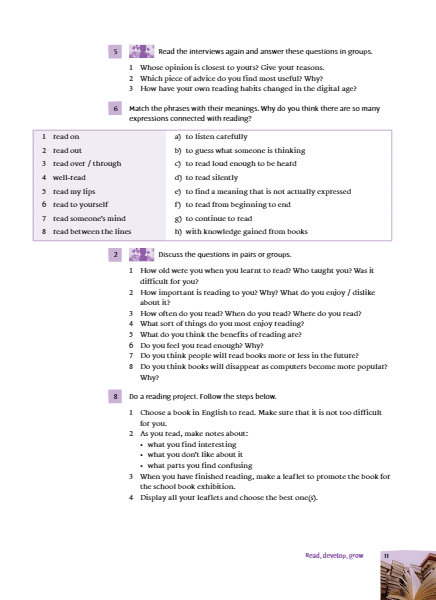 5 Read the interviews again and answer these questions in groups.
1 Whose opinion is closest to yours? Give your reasons.
2 Which piece of advice do you find most useful? Why?
3 How have your own reading habits changed in the digital age?
6 Match the phrases with their meanings. Why do you think there are so many
expressions connected with reading?
1 read on a) to listen carefully
2 read out b) to guess what someone is thinking
3 read over / through c) to read loud enough to be heard
4 well-read d) to read silently
5 read my lips e) to find a meaning that is not actually expressed
6 read to yourself f) to read from beginning to end
7 read someone's mind g) to continue to read
8 read between the lines h) with knowledge gained from books
2 Discuss the questions in pairs or groups.
1 How old were you when you learnt to read? Who taught you? Was it
difficult for you?
2 How important is reading to you? Why? What do you enjoy / dislike
about it?
3 How often do you read? When do you read? Where do you read?
4 What sort of things do you most enjoy reading?
5 What do you think the benefits of reading are?
6 Do you feel you read enough? Why?
7 Do you think people will read books more or less in the future?
8 Do you think books will disappear as computers become more popular?
Why?
8 Do a reading project. Follow the steps below.
1 Choose a book in English to read. Make sure that it is not too difficult
for you.
2 As you read, make notes about:
• what you find interesting
• what you don't like about it
• what parts you find confusing
3 When you have finished reading, make a leaflet to promote the book for
the school book exhibition.
4 Display all your leaflets and choose the best one(s).
Read, develop, grow 11